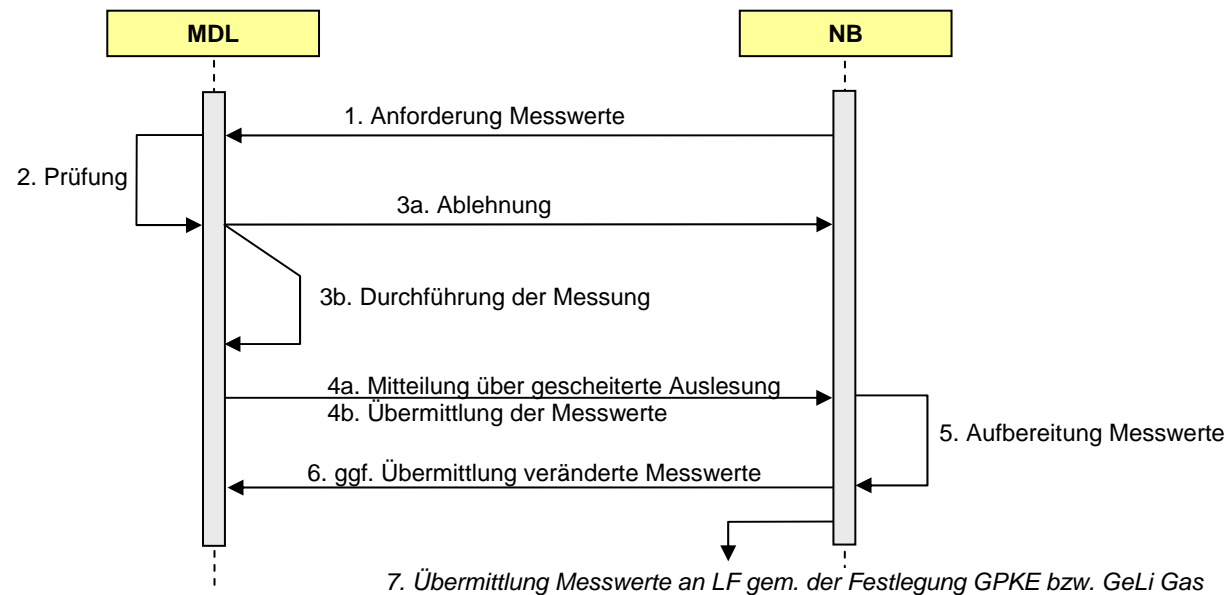 MDL
NB
1. Anforderung Messwerte
2. Prüfung
3a. Ablehnung
3b. Durchführung der Messung
4a. Mitteilung über gescheiterte Auslesung
4b. Übermittlung der Messwerte
5. Aufbereitung Messwerte
6. ggf. Übermittlung veränderte Messwerte
7. Übermittlung Messwerte an LF gem. der Festlegung GPKE bzw. GeLi Gas